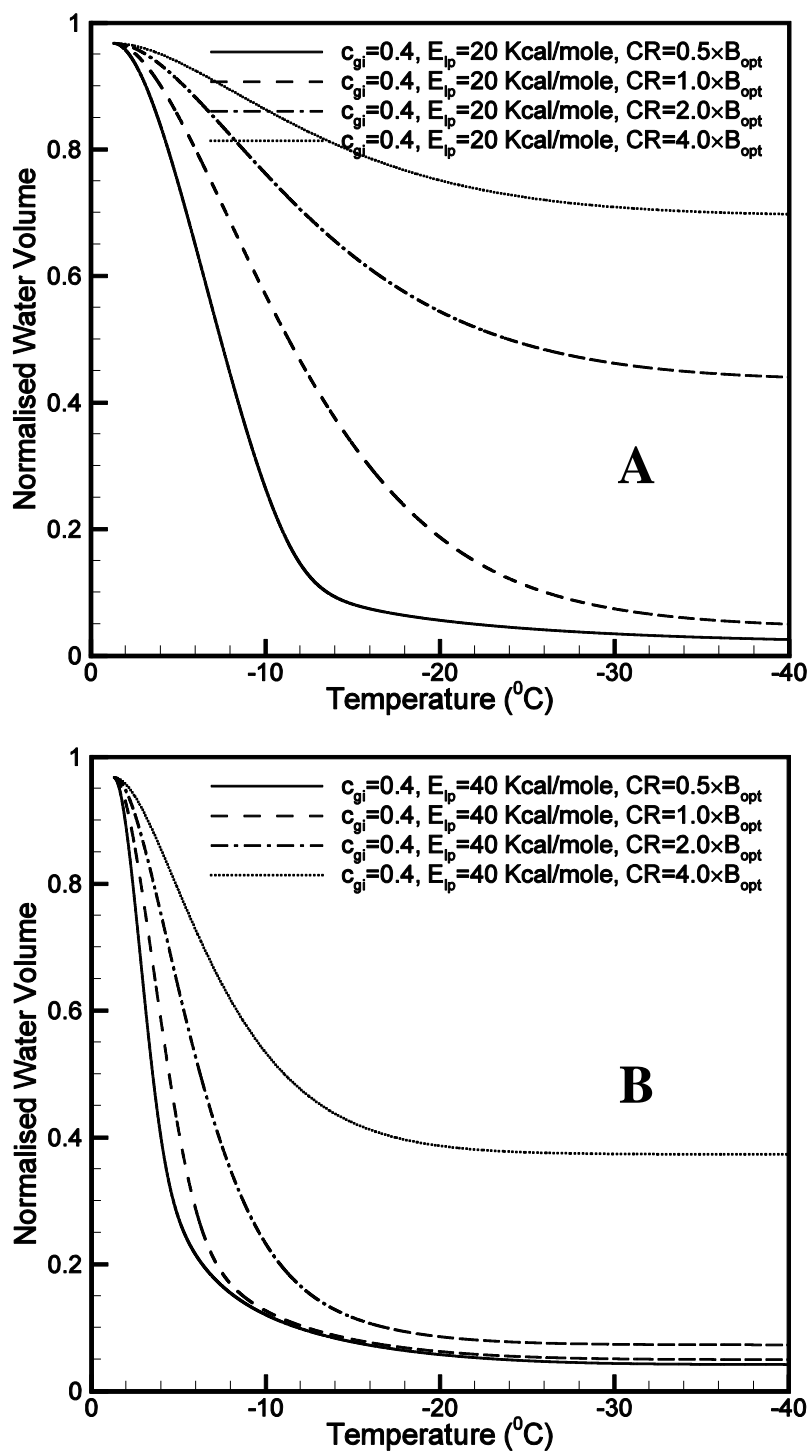 1
0.8
0.6
0.4
0.2
0
Normalised Water Volume
c_gi=0.4, E_lp=20 Kcal/mole, CR=0.5×B_opt
c_gi=0.4, E_lp=20 Kcal/mole, CR=1.0×B_opt
c_gi=0.4, E_lp=20 Kcal/mole, CR=2.0×B_opt
c_gi=0.4, E_lp=20 Kcal/mole, CR=4.0×B_opt
A
0 -10 -20 -30 -40
Temperature (⁰C)
1
0.8
0.6
0.4
0.2
0
Normalised Water Volume
c_gi=0.4, E_lp=40 Kcal/mole, CR=0.5×B_opt
c_gi=0.4, E_lp=40 Kcal/mole, CR=1.0×B_opt
c_gi=0.4, E_lp=40 Kcal/mole, CR=2.0×B_opt
c_gi=0.4, E_lp=40 Kcal/mole, CR=4.0×B_opt
B
0 -10 -20 -30 -40
Temperature (⁰C)